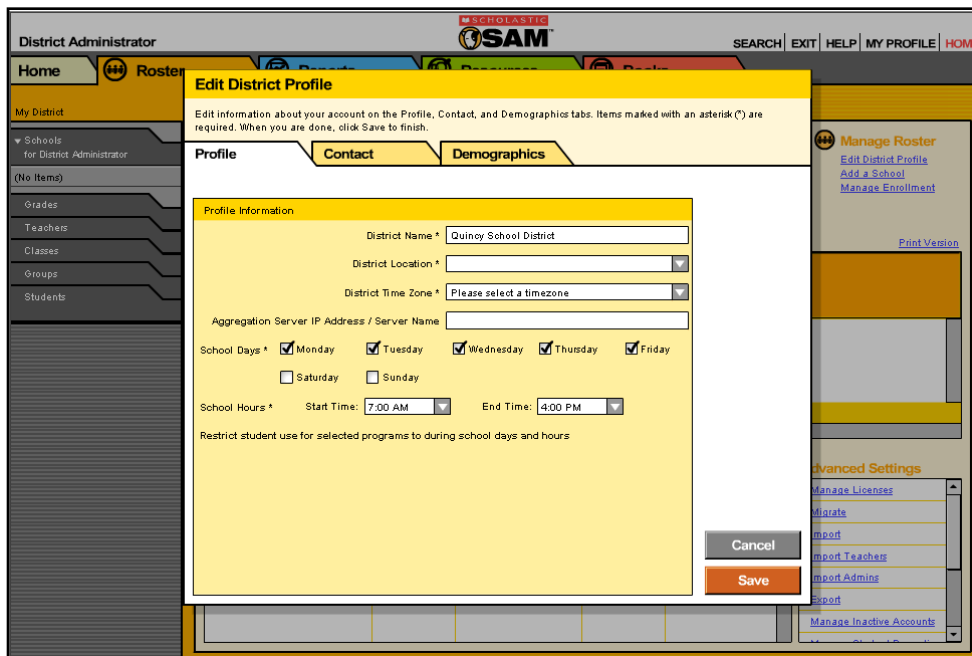 SCHOLASTIC
District Administrator
SAM
SEARCH EXIT HELP MY PROFILE HOM
Home
Roster
Reports
Resources
Books
My District
Schools
for District Administrator
(No Items)
Grades
Teachers
Classes
Groups
Students
Edit District Profile
Edit information about your account on the Profile, Contact, and Demographics tabs. Items marked with an asterisk (*) are
required. When you are done, click Save to finish.
Profile
Contact
Demographics
Profile Information
District Name * Quincy School District
District Location *
District Time Zone * Please select a timezone
Aggregation Server IP Address / Server Name
School Days * Monday Tuesday Wednesday Thursday Friday
Saturday Sunday
School Hours * Start Time: 7:00 AM End Time: 4:00 PM
Restrict student use for selected programs to during school days and hours
Cancel
Save
Manage Roster
Edit District Profile
Add a School
Manage Enrollment
Print Version
dvanced Settings
Manage Licenses
Migrate
mport
mport Teachers
mport Admins
Export
Manage Inactive Accounts